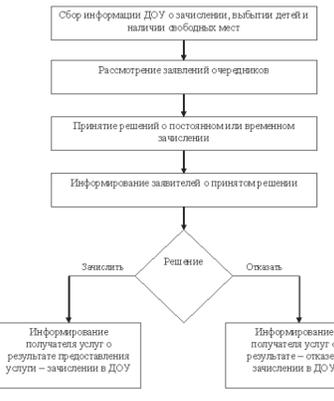 Сбор информации ДОУ о зачислении, выбытии детей и
наличии свободных мест
Рассмотрение заявлений очередников
Принятие решений о постоянном или временном
зачислении
Информирование заявителей о принятом решении
Решение
Зачислить
Отказать
Информирование
получателя услуг о
результате предоставления
услуги – зачислении в ДОУ
Информирование
получателя услуг о
результате – отказе
зачислении в ДОУ